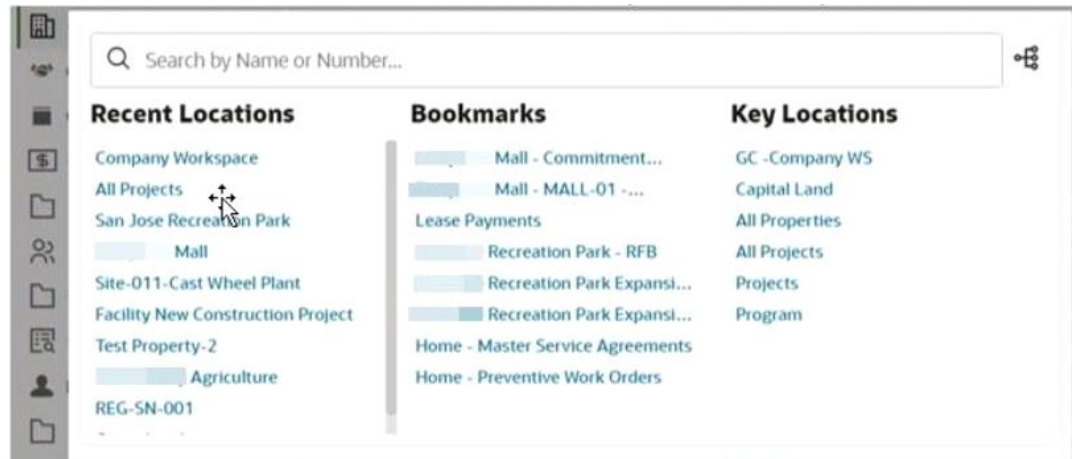 Search by Name or Number...
Recent Locations
Company Workspace
All Projects
San Jose Recreation Park
Mall
Site-011-Cast Wheel Plant
Facility New Construction Project
Test Property-2
Agriculture
REG-SN-001
Bookmarks
Mall - Commitment...
Mall - MALL-01 -...
Lease Payments
Recreation Park - RFB
Recreation Park Expansi...
Recreation Park Expansi...
Home - Master Service Agreements
Home - Preventive Work Orders
Key Locations
GC -Company WS
Capital Land
All Properties
All Projects
Projects
Program